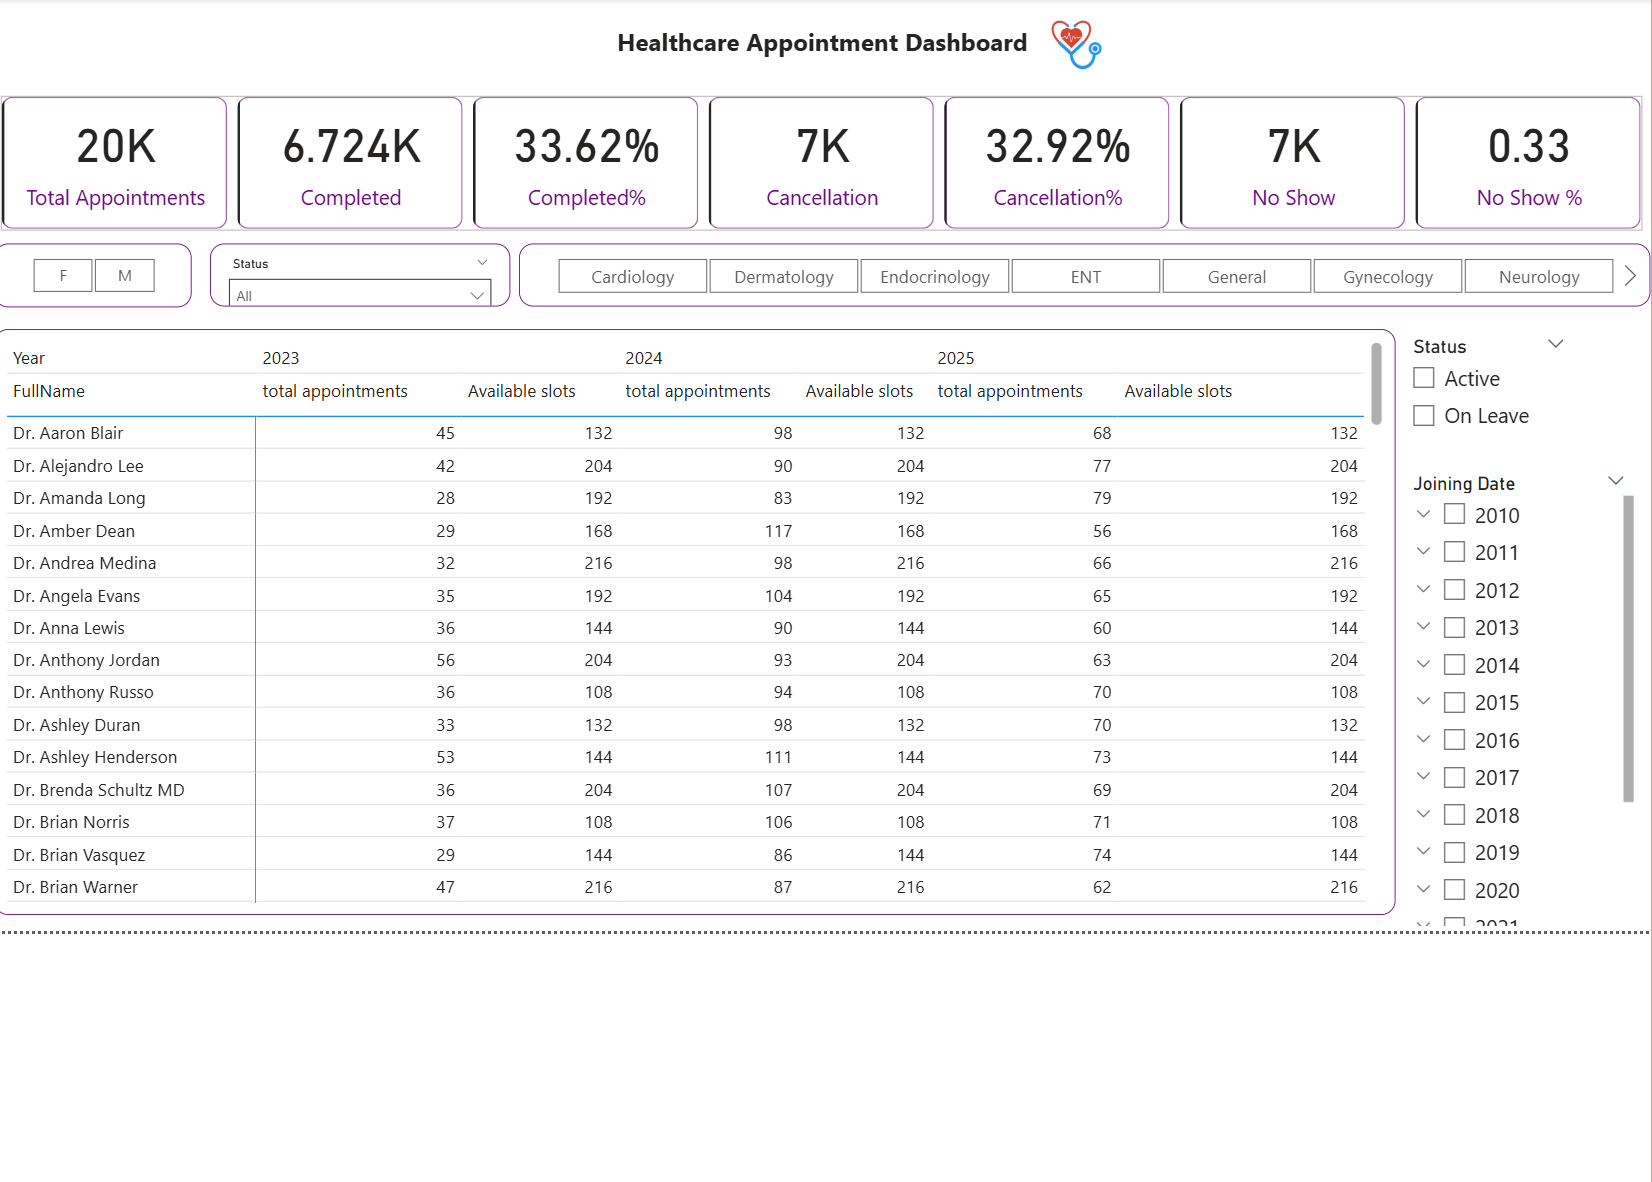 Healthcare Appointment Dashboard
20K 6.724K 33.62% 7K 32.92% 7K 0.33
Total Appointments Completed Completed% Cancellation Cancellation% No Show No Show %
F M
Status
All
Cardiology Dermatology Endocrinology ENT General Gynecology Neurology
Year 2023 2024 2025
FullName total appointments Available slots total appointments Available slots total appointments Available slots
Dr. Aaron Blair 45 132 98 132 68 132
Dr. Alejandro Lee 42 204 90 204 77 204
Dr. Amanda Long 28 192 83 192 79 192
Dr. Amber Dean 29 168 117 168 56 168
Dr. Andrea Medina 32 216 98 216 66 216
Dr. Angela Evans 35 192 104 192 65 192
Dr. Anna Lewis 36 144 90 144 60 144
Dr. Anthony Jordan 56 204 93 204 63 204
Dr. Anthony Russo 36 108 94 108 70 108
Dr. Ashley Duran 33 132 98 132 70 132
Dr. Ashley Henderson 53 144 111 144 73 144
Dr. Brenda Schultz MD 36 204 107 204 69 204
Dr. Brian Norris 37 108 106 108 71 108
Dr. Brian Vasquez 29 144 86 144 74 144
Dr. Brian Warner 47 216 87 216 62 216
Status
Active
On Leave
Joining Date
2010
2011
2012
2013
2014
2015
2016
2017
2018
2019
2020
2021